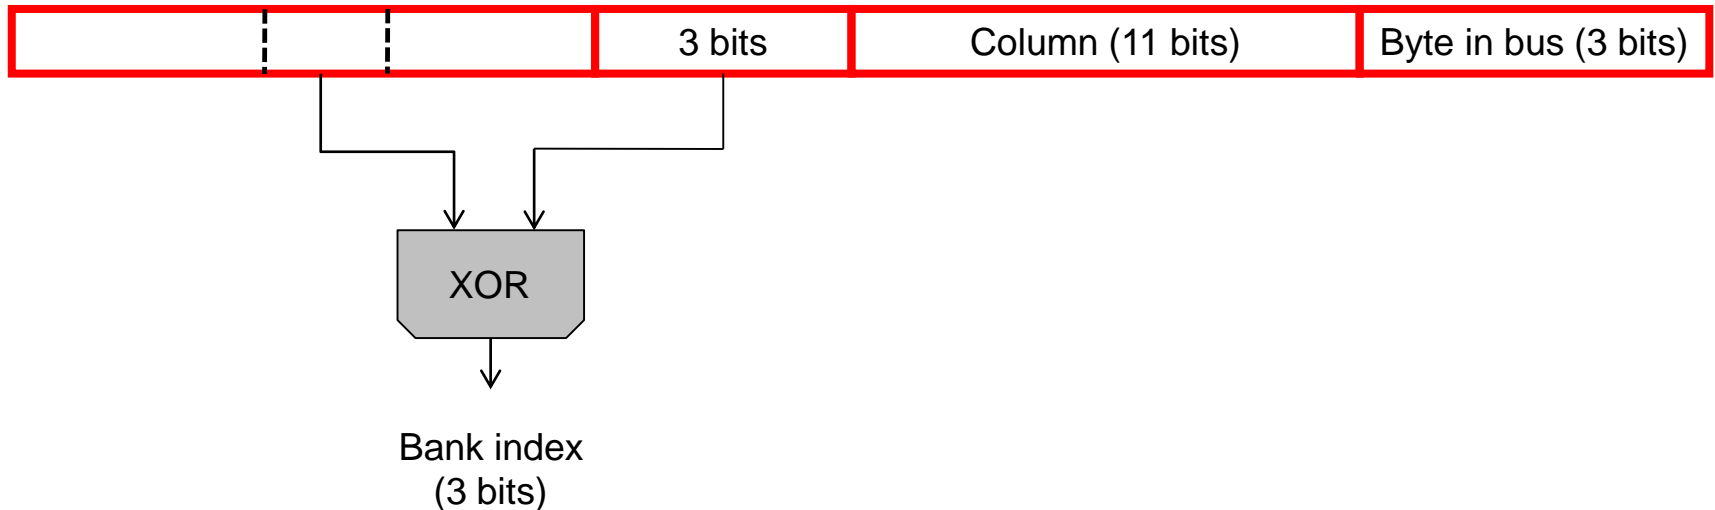 3 bits
Column (11 bits)
Byte in bus (3 bits)
XOR
Bank index
(3 bits)